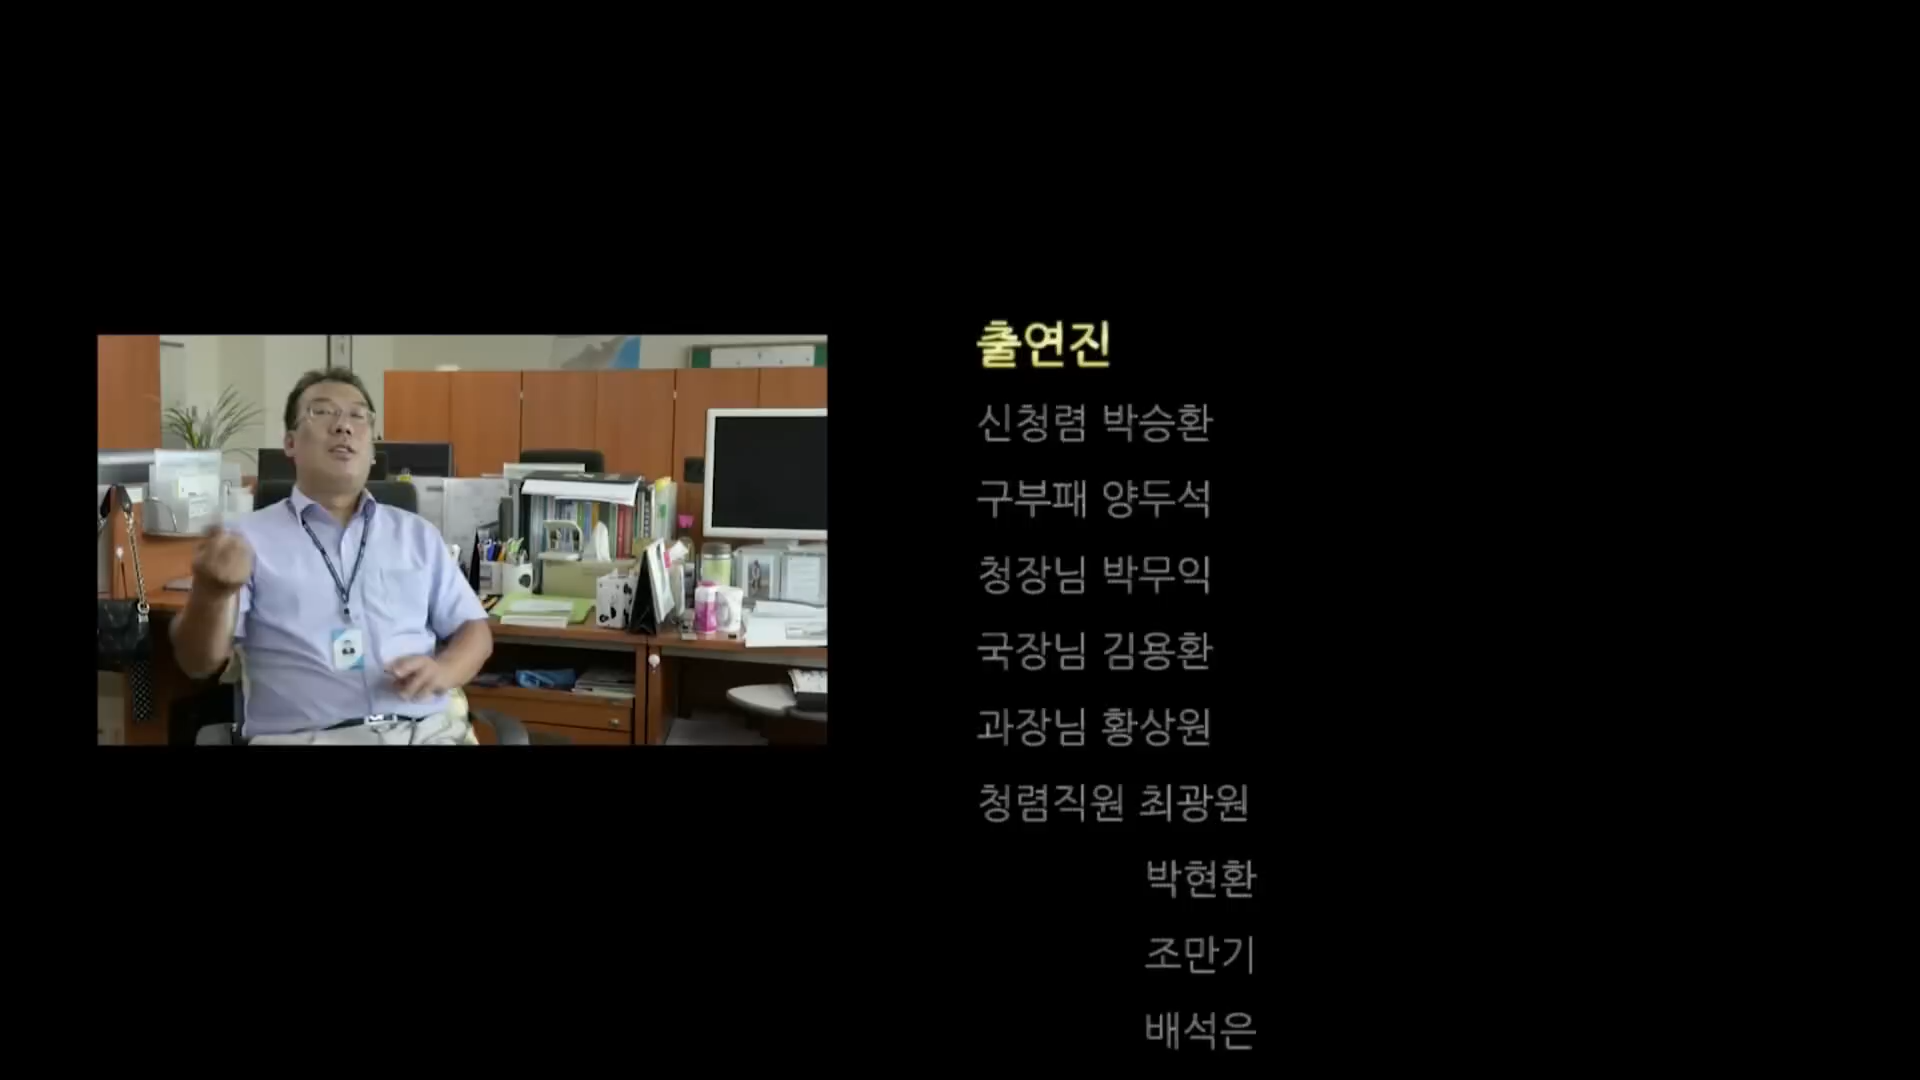 출연진
신청렴 박승환
구부패 양두석
청장님 박무익
국장님 김용환
과장님 황상원
청렴직원 최광원
박현환
조만기
배석은